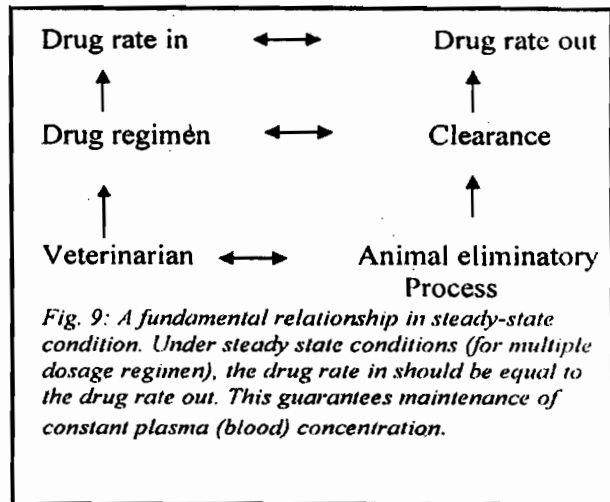 Drug rate in ↔ Drug rate out
Drug regimen ↔ Clearance
Veterinarian ↔ Animal eliminatory
Process
Fig. 9: A fundamental relationship in steady-state
condition. Under steady state conditions (for multiple
dosage regimen), the drug rate in should be equal to
the drug rate out. This guarantees maintenance of
constant plasma (blood) concentration.